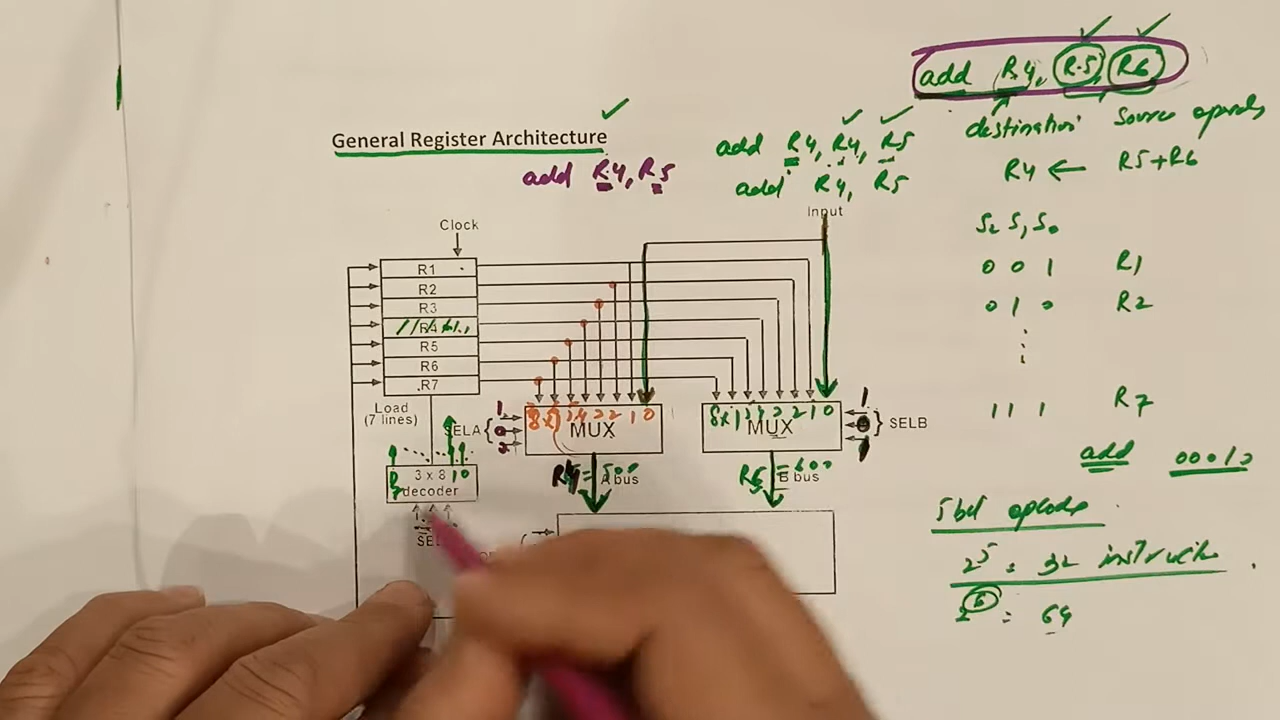 add R4, R5, R6
destination Source operands
General Register Architecture
add R4, R4, R5
add R4, R5
add R4, R5
R4 ← R5+R6
Input
Clock
S2 S1 S0
R1
0 0 1 R1
R2
0 1 0 R2
R3
R4
R5
R6
R7
1 1 1 R7
Load
(7 lines)
SELA
MUX
MUX
SELB
add 00010
3 x 8
decoder
A bus
B bus
= 600
5 bit opcode
2^5 = 32
2^6 = 64